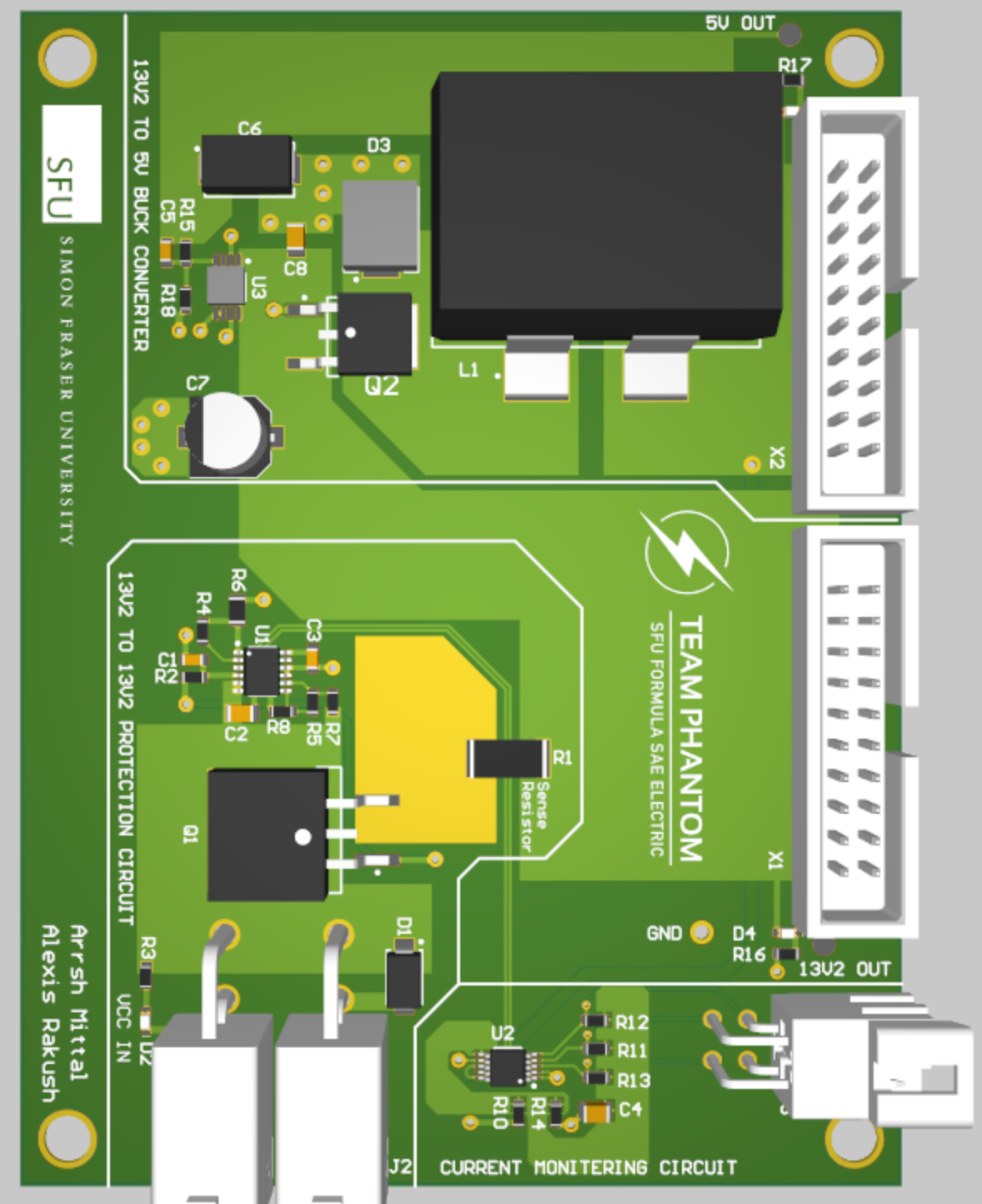 5V OUT
R17
13V2 TO 5V BUCK CONVERTER
C6
D3
SFU
SIMON FRASER UNIVERSITY
C5
R15
C8
U3
R18
L1
Q2
C7
X2
13V2 TO 13V2 PROTECTION CIRCUIT
R6
R4
U1
C3
C1
R2
C2
R8
R5
R7
TEAM PHANTOM
SFU FORMULA SAE ELECTRIC
R1
Sense
Resistor
Q1
X1
GND
D4
R16
13V2 OUT
Arrsh Mittal
Alexis Rakush
R3
VCC IN
D2
D1
U2
R12
R11
R13
R10
R14
C4
J2
CURRENT MONITERING CIRCUIT